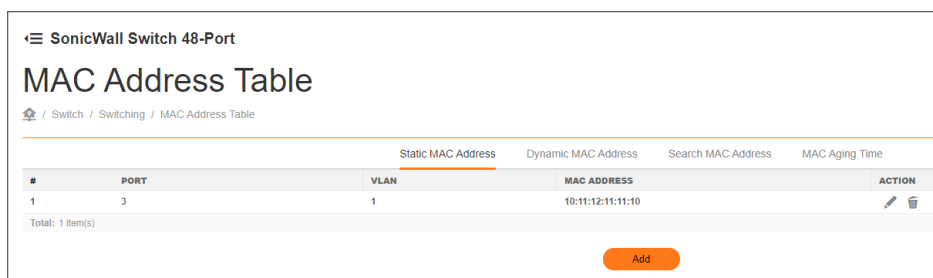 SonicWall Switch 48-Port
MAC Address Table
/ Switch / Switching / MAC Address Table
Static MAC Address Dynamic MAC Address Search MAC Address MAC Aging Time
# PORT VLAN MAC ADDRESS ACTION
1 3 1 10:11:12:11:11:10
Total: 1 item(s)
Add